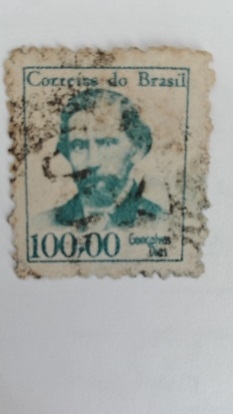 Correios do Brasil
100,00 Gonçalves
Dias